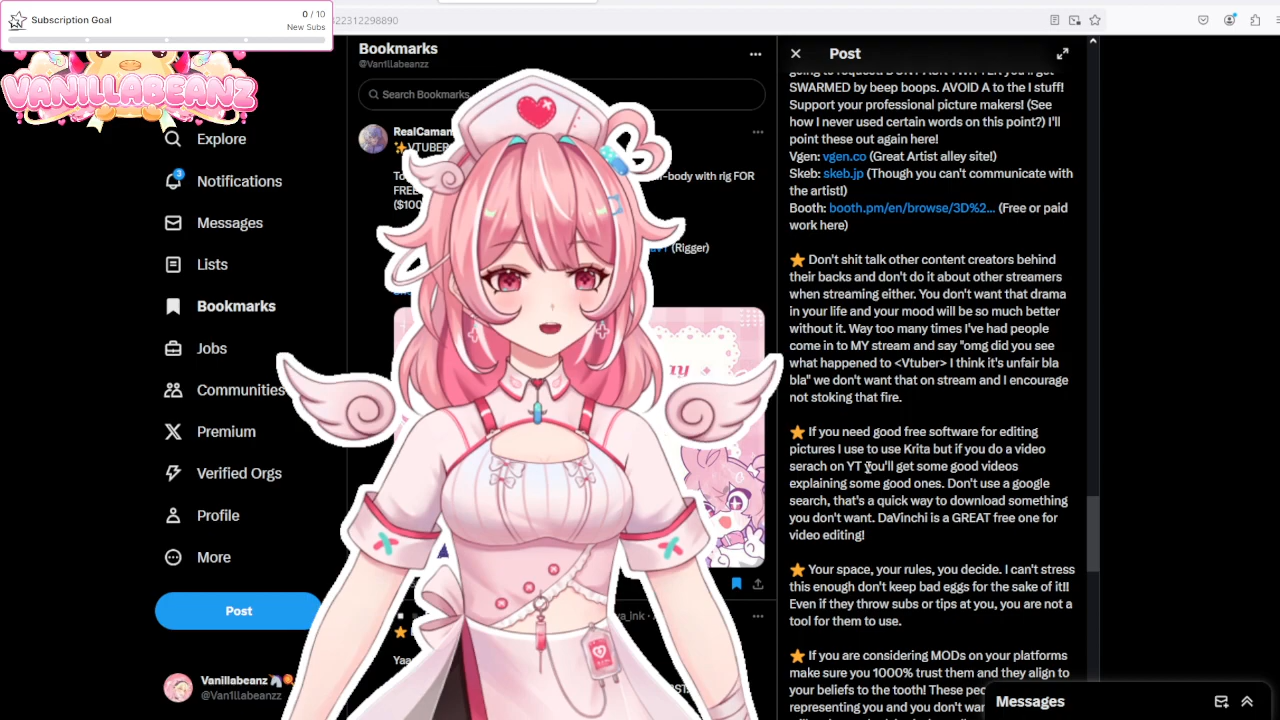 Subscription Goal
0 / 10
New Subs
VANILLABEANZ
322312298890
Explore
Notifications
3
Messages
Lists
Bookmarks
Jobs
Communities
Premium
Verified Orgs
Profile
More
Post
Vanillabeanz
@Van1llabeanzz
Bookmarks
@Van1llabeanzz
Search Bookmarks
RealCaman
VTUBER
-body with rig FOR
FREE
($100
(Rigger)
Post
SWARMED by beep boops. AVOID A to the I stuff!
Support your professional picture makers! (See
how I never used certain words on this point?) I'll
point these out again here!
Vgen: vgen.co (Great Artist alley site!)
Skeb: skeb.jp (Though you can't communicate with
the artist!)
Booth: booth.pm/en/browse/3D%2... (Free or paid
work here)
⭐ Don't shit talk other content creators behind
their backs and don't do it about other streamers
when streaming either. You don't want that drama
in your life and your mood will be so much better
without it. Way too many times I've had people
come in to MY stream and say "omg did you see
what happened to <Vtuber> I think it's unfair bla
bla" we don't want that on stream and I encourage
not stoking that fire.
⭐ If you need good free software for editing
pictures I use to use Krita but if you do a video
serach on YT you'll get some good videos
explaining some good ones. Don't use a google
search, that's a quick way to download something
you don't want. DaVinchi is a GREAT free one for
video editing!
⭐ Your space, your rules, you decide. I can't stress
this enough don't keep bad eggs for the sake of it!!
Even if they throw subs or tips at you, you are not a
tool for them to use.
⭐ If you are considering MODs on your platforms
make sure you 1000% trust them and they align to
your beliefs to the tooth! These
representing you and you don't
Messages